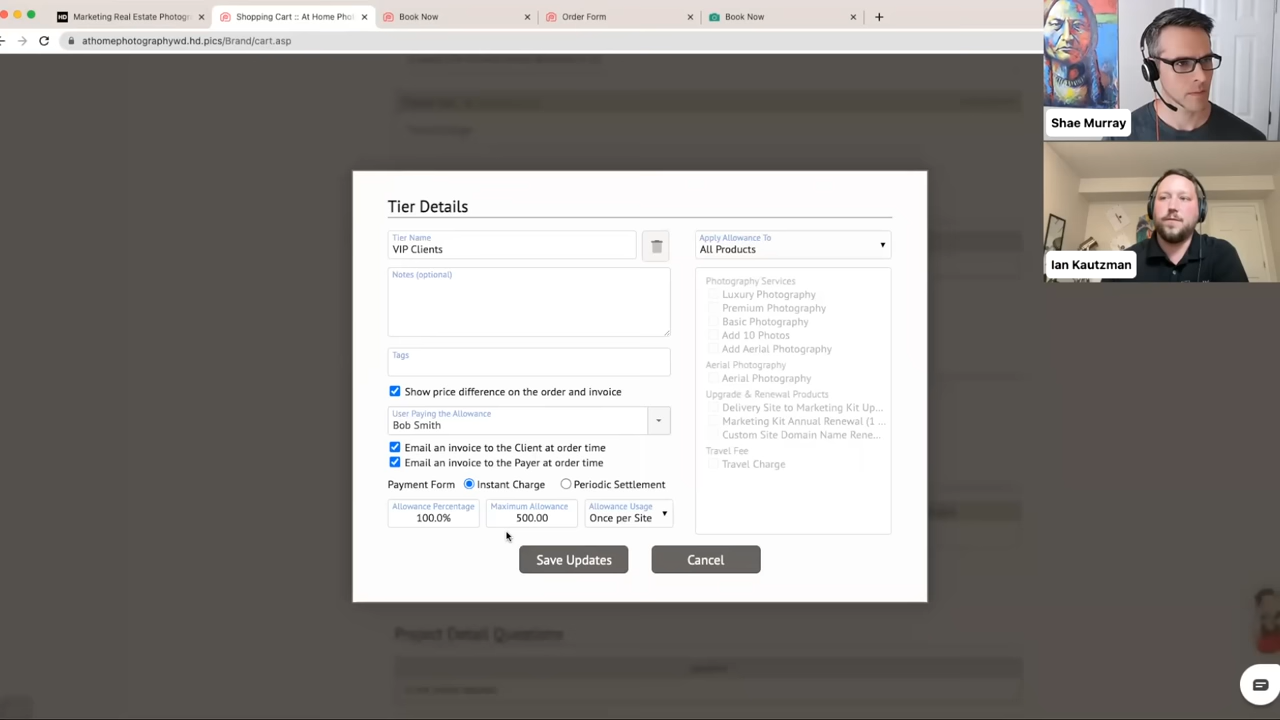 Marketing Real Estate Photogr
Shopping Cart :: At Home Pho
Book Now
Order Form
Book Now
athomephotographywd.hd.pics/Brand/cart.asp
Shae Murray
Ian Kautzman
Tier Details
Tier Name
VIP Clients
Notes (optional)
Tags
Show price difference on the order and invoice
User Paying the Allowance
Bob Smith
Email an invoice to the Client at order time
Email an invoice to the Payer at order time
Payment Form
Instant Charge
Periodic Settlement
Allowance Percentage
100.0%
Maximum Allowance
500.00
Allowance Usage
Once per Site
Apply Allowance To
All Products
Photography Services
Luxury Photography
Premium Photography
Basic Photography
Add 10 Photos
Add Aerial Photography
Aerial Photography
Aerial Photography
Upgrade & Renewal Products
Delivery Site to Marketing Kit Up...
Marketing Kit Annual Renewal (1 ...
Custom Site Domain Name Rene...
Travel Fee
Travel Charge
Save Updates
Cancel
Project Detail Questions